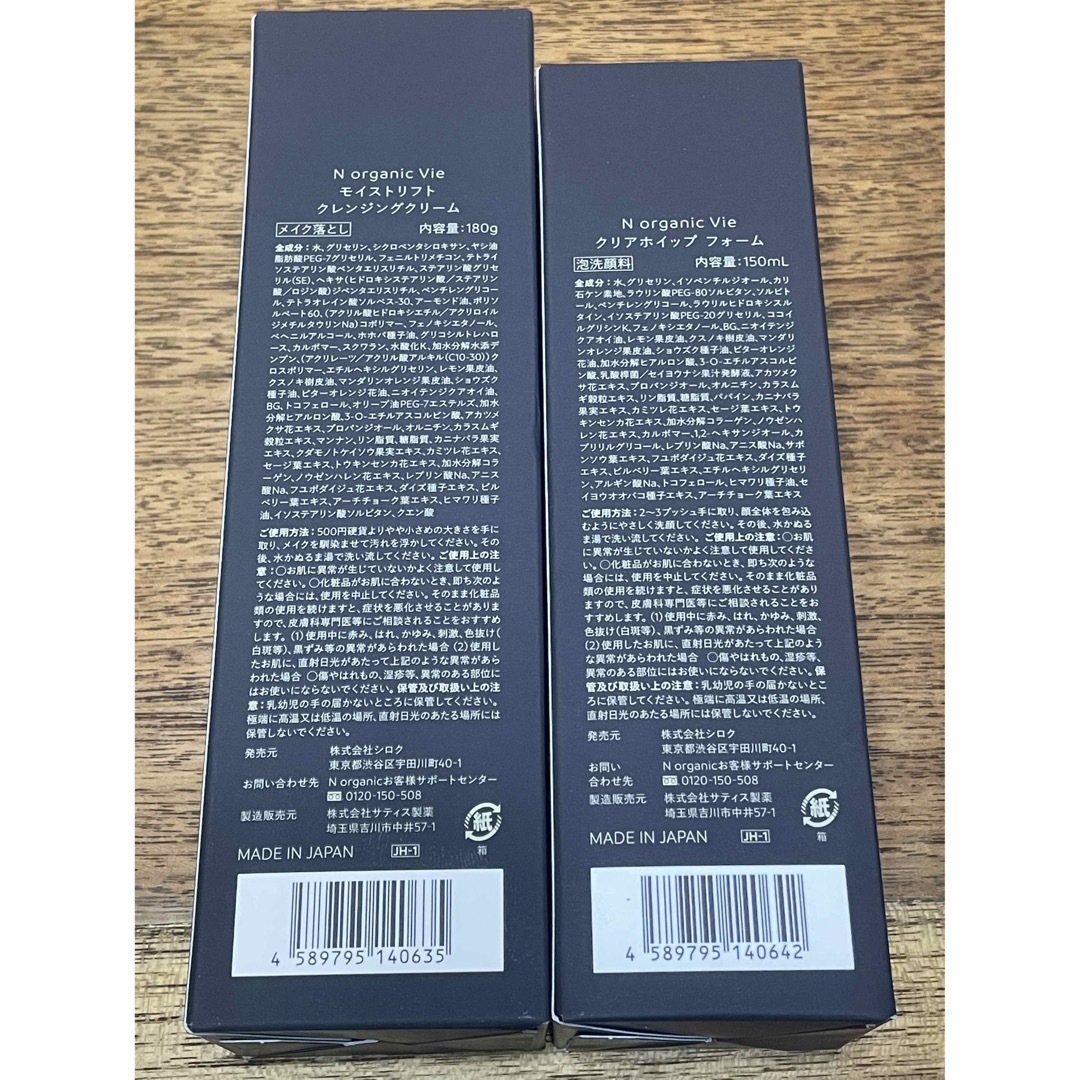 N organic Vie
モイストリフト
クレンジングクリーム
メイク落とし 内容量:180g
全成分:水、グリセリン、シクロペンタシロキサン、ヤシ油
脂肪酸PEG-7グリセリル、フェニルトリメチコン、テトライ
ソステアリン酸ペンタエリスリチル、ステアリン酸グリセ
リル(SE)、ヘキサ(ヒドロキシステアリン酸/ステアリン
酸/ロジン酸)ジペンタエリスリチル、ペンチレングリコー
ル、テトラオレイン酸ソルベス-30、アーモンド油、ポリソ
ルベート60、(アクリル酸ヒドロキシエチル/アクリロイル
ジメチルタウリンNa)コポリマー、フェノキシエタノール、
ベヘニルアルコール、ホホバ種子油、グリコシルトレハロ
ース、カルボマー、スクワラン、水酸化K、加水分解水添デ
ンプン、(アクリレーツ/アクリル酸アルキル(C10-30))ク
ロスポリマー、エチルヘキシルグリセリン、レモン果皮油、
クスノキ樹皮油、マンダリンオレンジ果皮油、ショウズク
種子油、ビターオレンジ花油、ニオイテンジクアオイ油、
BG、トコフェロール、オリーブ油PEG-7エステルズ、加水
分解ヒアルロン酸、3-O-エチルアスコルビン酸、アカツメ
クサ花エキス、プロパンジオール、オルニチン、カラスムギ
穀粒エキス、マンナン、リン脂質、糖脂質、カニナバラ果実
エキス、クダモノトケイソウ果実エキス、カミツレ花エキス、
セージ葉エキス、トウキンセンカ花エキス、加水分解コラー
ゲン、ノウゼンハレン花エキス、レブリン酸Na、アニス
酸Na、フユボダイジュ花エキス、ダイズ種子エキス、ビル
ベリー葉エキス、アーチチョーク葉エキス、ヒマワリ種子
油、イソステアリン酸ソルビタン、クエン酸
ご使用方法:500円硬貨よりやや小さめの大きさを手に
取り、メイクを馴染ませて汚れを浮かしてください。その
後、水かぬるま湯で洗い流してください。ご使用上の注
意:○お肌に異常が生じていないかよく注意して使用し
てください。○化粧品がお肌に合わないとき、即ち次のよ
うな場合には、使用を中止してください。そのまま化粧品
類の使用を続けますと、症状を悪化させることがありま
すので、皮膚科専門医等にご相談されることをおすすめ
します。(1)使用中に赤み、はれ、かゆみ、刺激、色抜け(
白斑等)、黒ずみ等の異常があらわれた場合(2)使用し
たお肌に、直射日光があたって上記のような異常があら
われた場合 ○傷やはれもの、湿疹等、異常のある部位に
はお使いにならないでください。保管及び取扱い上の注
意:乳幼児の手の届かないところに保管してください。
極端に高温又は低温の場所、直射日光のあたる場所には
保管しないでください。
発売元 株式会社シロク
東京都渋谷区宇田川町40-1
お問い合わせ先 N organicお客様サポートセンター
0120-150-508
製造販売元 株式会社サティス製薬
埼玉県吉川市中井57-1
紙
箱
MADE IN JAPAN JH-1
4 589795 140635
N organic Vie
クリアホイップ フォーム
泡洗顔料 内容量:150mL
全成分:水、グリセリン、イソペンチルジオール、カリ
石ケン素地、ラウリン酸PEG-80ソルビタン、ソルビト
ール、ペンチレングリコール、ラウリルヒドロキシスル
タイン、イソステアリン酸PEG-20グリセリル、ココイ
ルグリシンK、フェノキシエタノール、BG、ニオイテンジ
クアオイ油、レモン果皮油、クスノキ樹皮油、マンダリ
ンオレンジ果皮油、ショウズク種子油、ビターオレンジ
花油、加水分解ヒアルロン酸、3-O-エチルアスコルビ
ン酸、乳酸桿菌/セイヨウナシ果汁発酵液、アカツメク
サ花エキス、プロパンジオール、オルニチン、カラスム
ギ穀粒エキス、リン脂質、糖脂質、パパイン、カニナバラ
果実エキス、カミツレ花エキス、セージ葉エキス、トウ
キンセンカ花エキス、加水分解コラーゲン、ノウゼンハ
レン花エキス、カルボマー、1,2-ヘキサンジオール、カ
プリリルグリコール、レブリン酸Na、アニス酸Na、サボ
ンソウ葉エキス、フユボダイジュ花エキス、ダイズ種子
エキス、ビルベリー葉エキス、エチルヘキシルグリセリ
ン、アルギン酸Na、トコフェロール、ヒマワリ種子油、セ
イヨウオオバコ種子エキス、アーチチョーク葉エキス
ご使用方法:2～3プッシュ手に取り、顔全体を包み込
むようにやさしく洗顔してください。その後、水かぬる
ま湯で洗い流してください。ご使用上の注意:○お肌
に異常が生じていないかよく注意して使用してください。
○化粧品がお肌に合わないとき、即ち次のような
場合には、使用を中止してください。そのまま化粧品
類の使用を続けますと、症状を悪化させることがあり
ますので、皮膚科専門医等にご相談されることをおす
すめします。(1)使用中に赤み、はれ、かゆみ、刺激、
色抜け(白斑等)、黒ずみ等の異常があらわれた場合
(2)使用したお肌に、直射日光があたって上記のよう
な異常があらわれた場合 ○傷やはれもの、湿疹等、
異常のある部位にはお使いにならないでください。保
管及び取扱い上の注意:乳幼児の手の届かないとこ
ろに保管してください。極端に高温又は低温の場所、
直射日光のあたる場所には保管しないでください。
発売元 株式会社シロク
東京都渋谷区宇田川町40-1
お問い N organicお客様サポートセンター
合わせ先 0120-150-508
製造販売元 株式会社サティス製薬
埼玉県吉川市中井57-1
紙
箱
MADE IN JAPAN JH-1
4 589795 140642